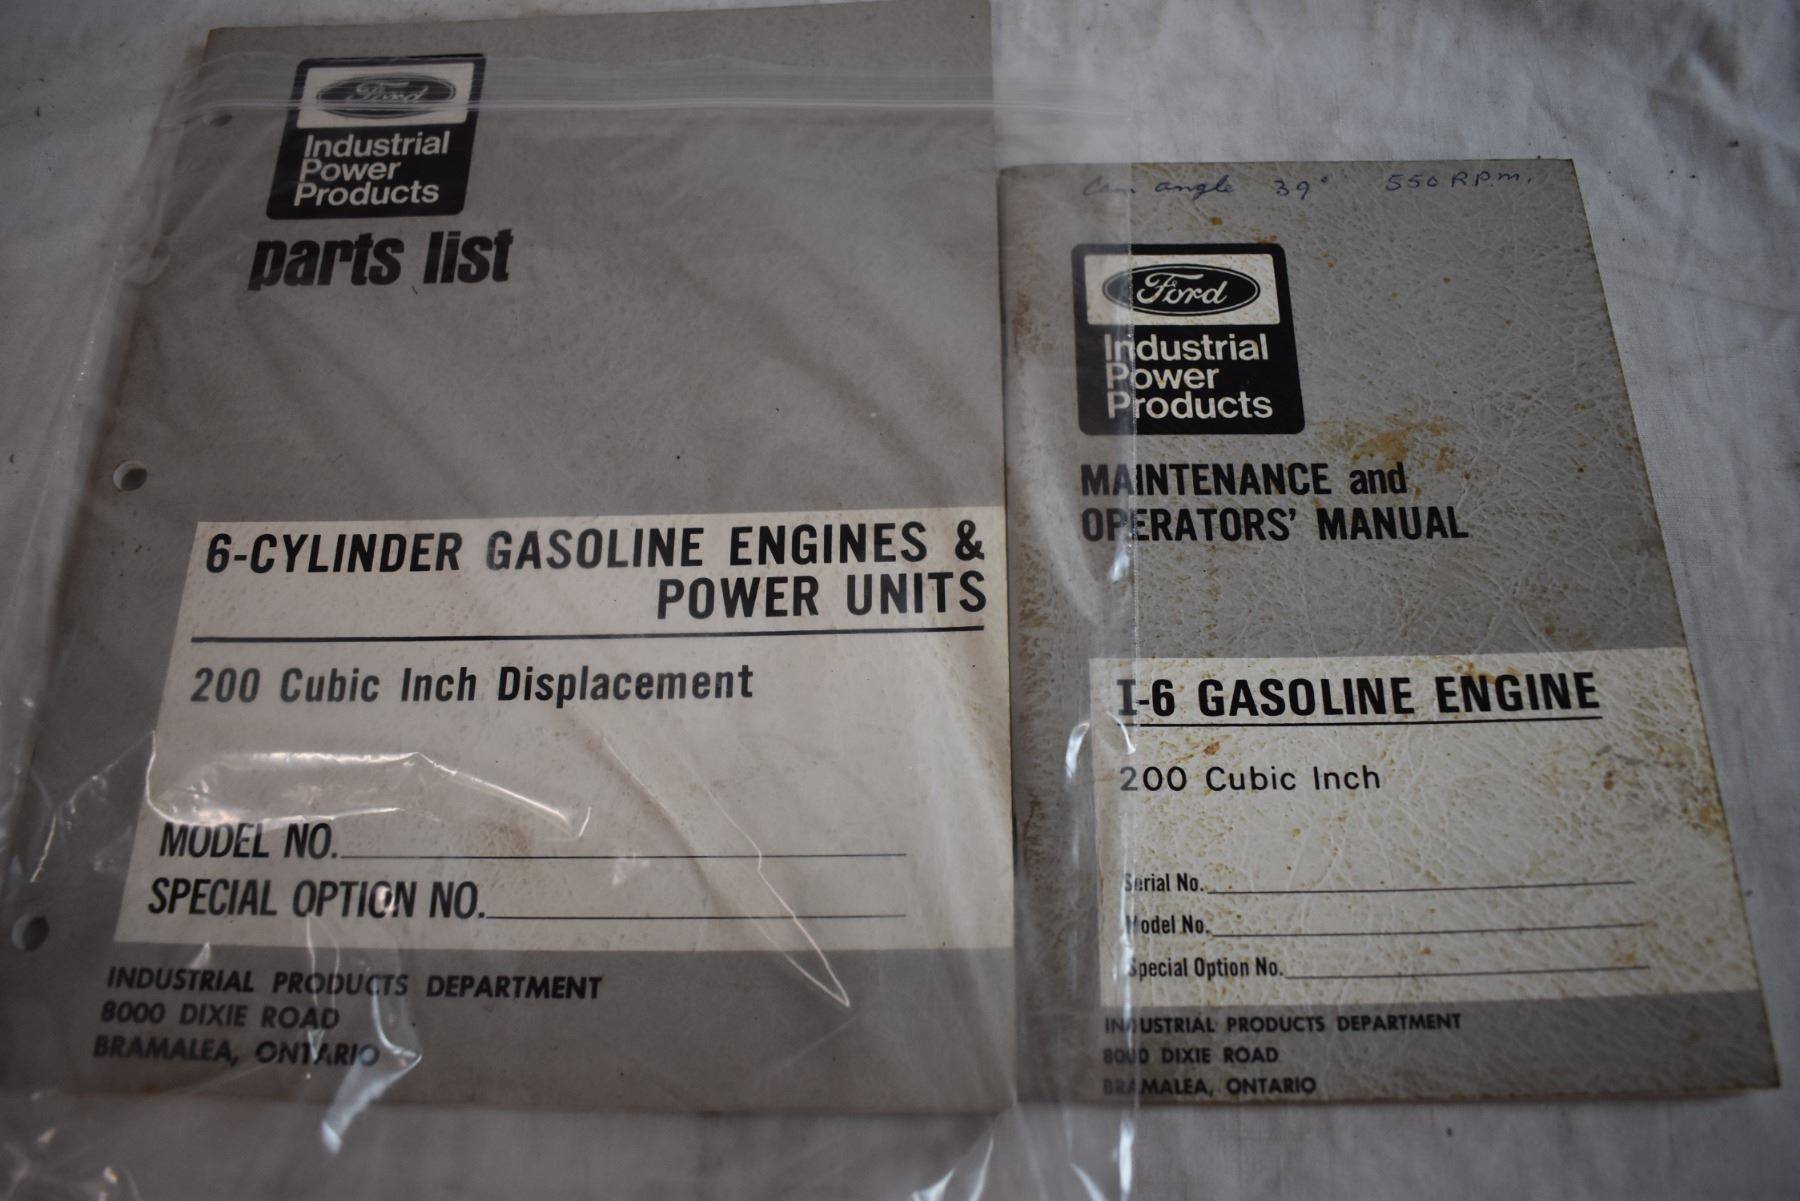 Ford
Industrial
Power
Products
parts list
6-CYLINDER GASOLINE ENGINES &
POWER UNITS
200 Cubic Inch Displacement
MODEL NO.
SPECIAL OPTION NO.
INDUSTRIAL PRODUCTS DEPARTMENT
8000 DIXIE ROAD
BRAMALEA, ONTARIO
Cam angle 39° 550 R.P.m.
Ford
Industrial
Power
Products
MAINTENANCE and
OPERATORS' MANUAL
I-6 GASOLINE ENGINE
200 Cubic Inch
Serial No.
Model No.
Special Option No.
INDUSTRIAL PRODUCTS DEPARTMENT
8000 DIXIE ROAD
BRAMALEA, ONTARIO